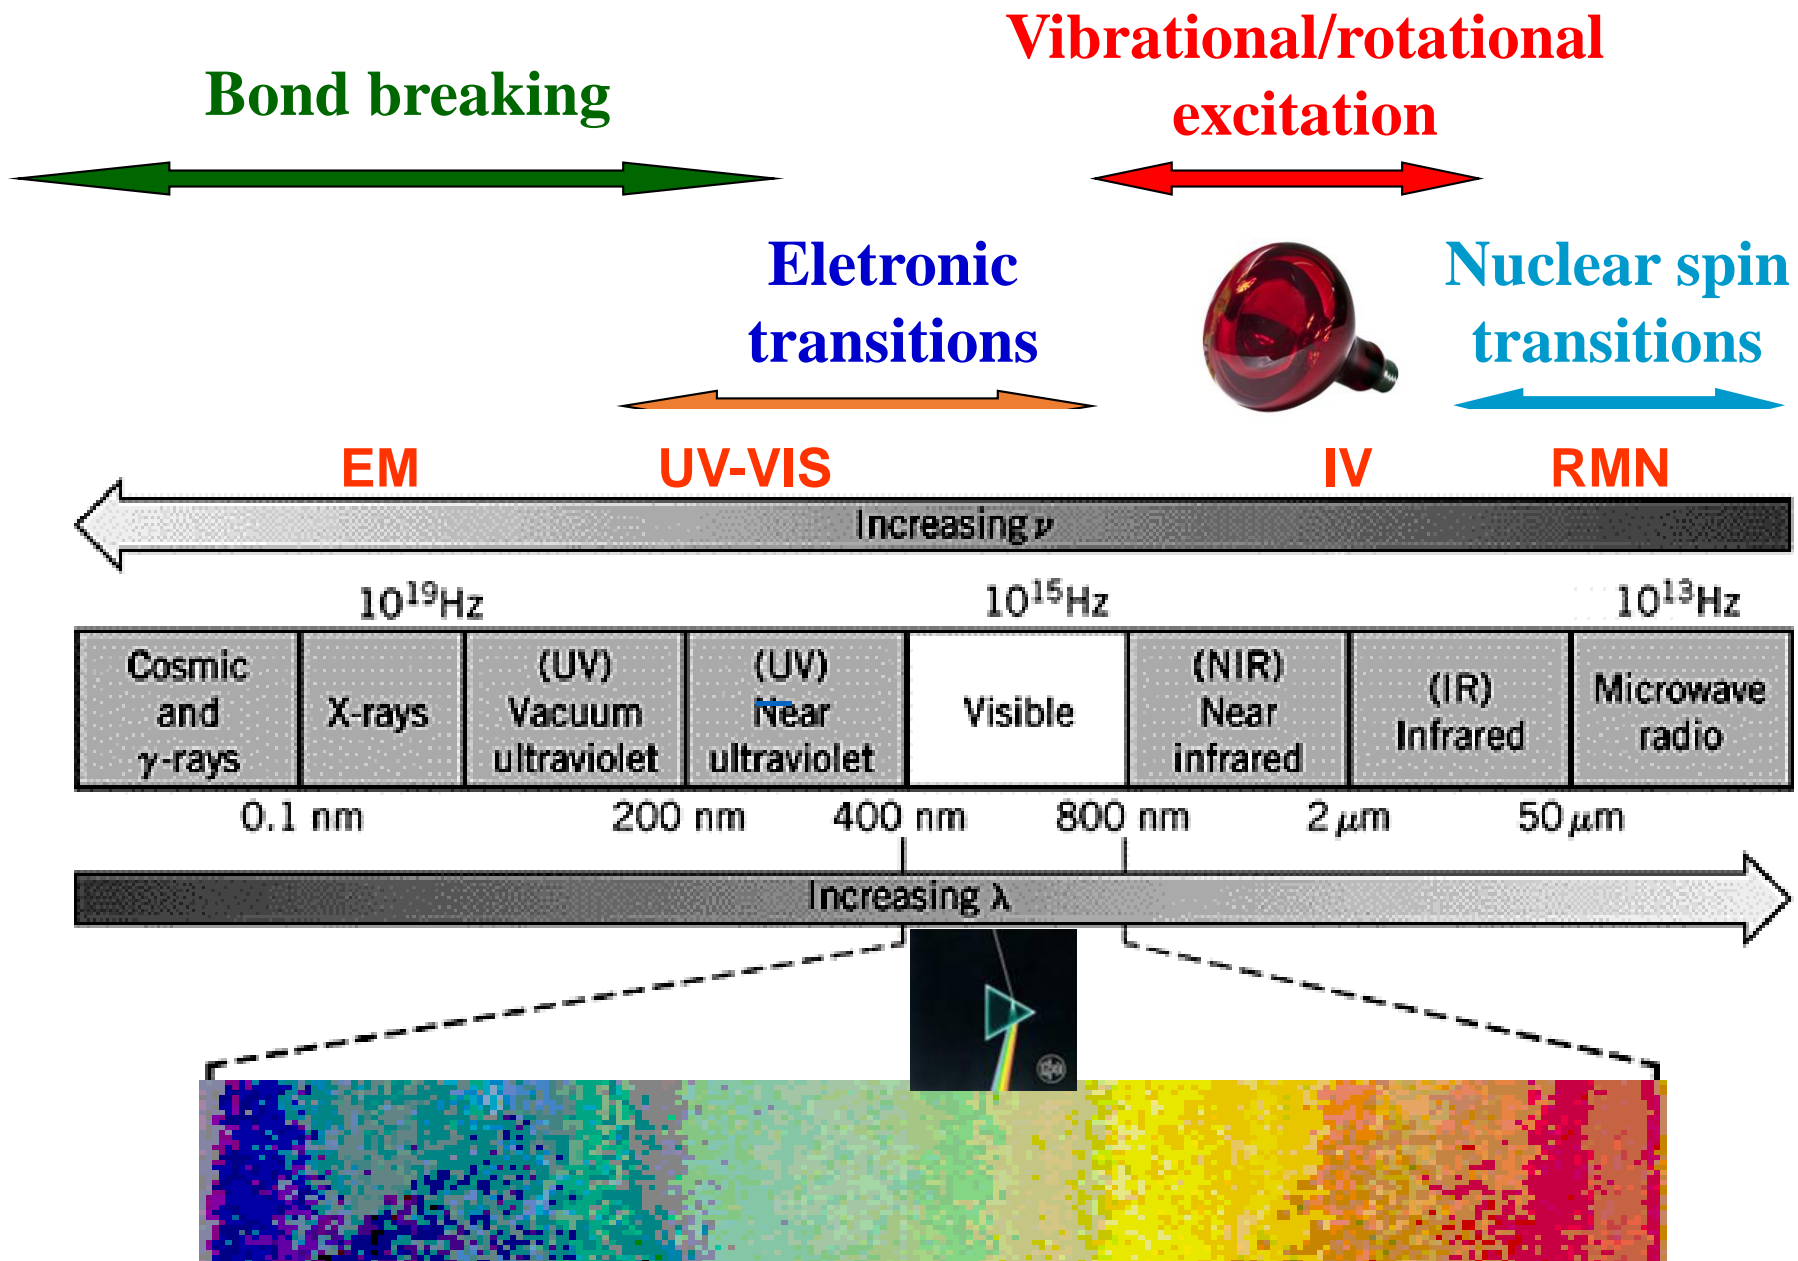 Vibrational/rotational
excitation
Bond breaking
Eletronic
transitions
Nuclear spin
transitions
EM
UV-VIS
IV
RMN
Increasing ν
10¹⁹Hz
10¹⁵Hz
10¹³Hz
Cosmic
and
γ-rays
X-rays
(UV)
Vacuum
ultraviolet
(UV)
Near
ultraviolet
Visible
(NIR)
Near
infrared
(IR)
Infrared
Microwave
radio
0.1 nm
200 nm
400 nm
800 nm
2 μm
50 μm
Increasing λ